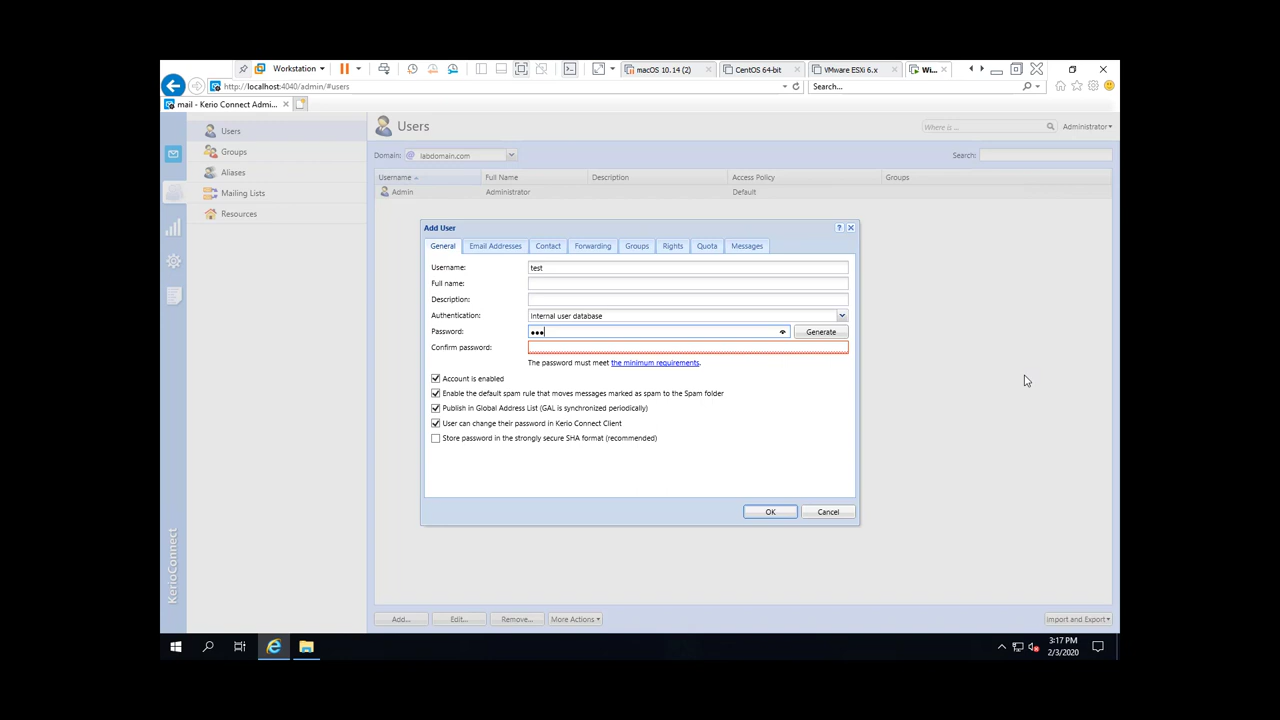 Workstation
macOS 10.14 (2)
CentOS 64-bit
VMware ESXi 6.x
Wi...
http://localhost:4040/admin/#users
Search...
mail - Kerio Connect Admi...
Users
Groups
Aliases
Mailing Lists
Resources
KerioConnect
Users
Where is ...
Administrator
Domain:
labdomain.com
Search:
Username
Full Name
Description
Access Policy
Groups
Admin
Administrator
Default
Add User
General
Email Addresses
Contact
Forwarding
Groups
Rights
Quota
Messages
Username:
test
Full name:
Description:
Authentication:
Internal user database
Password:
•••
Generate
Confirm password:
The password must meet the minimum requirements.
Account is enabled
Enable the default spam rule that moves messages marked as spam to the Spam folder
Publish in Global Address List (GAL is synchronized periodically)
User can change their password in Kerio Connect Client
Store password in the strongly secure SHA format (recommended)
OK
Cancel
Add...
Edit...
Remove...
More Actions
Import and Export
3:17 PM
2/3/2020